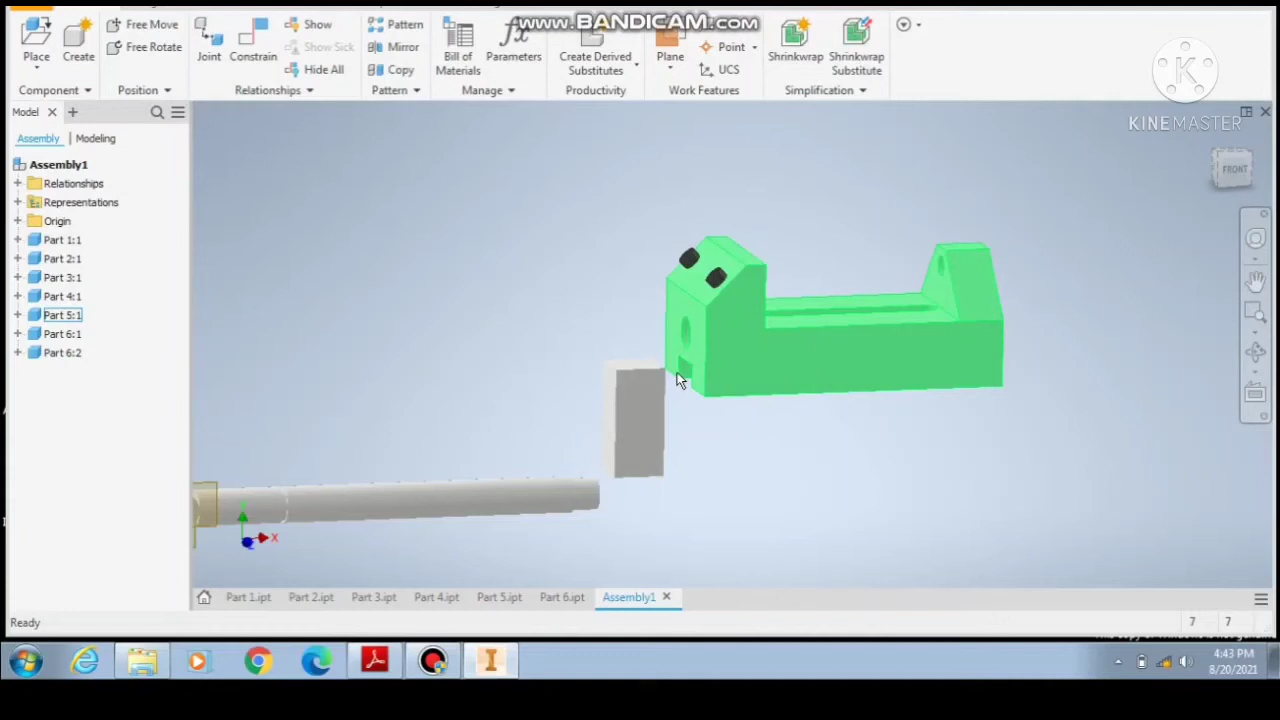 www.BANDICAM.com
Place
Create
Free Move
Free Rotate
Joint
Constrain
Show
Show Sick
Hide All
Pattern
Mirror
Copy
Bill of
Materials
Parameters
Create Derived
Substitutes
Plane
Point
UCS
Shrinkwrap
Shrinkwrap
Substitute
Component
Position
Relationships
Pattern
Manage
Productivity
Work Features
Simplification
K
KINEMASTER
Model
Assembly
Modeling
Assembly1
Relationships
Representations
Origin
Part 1:1
Part 2:1
Part 3:1
Part 4:1
Part 5:1
Part 6:1
Part 6:2
FRONT
X
Part 1.ipt
Part 2.ipt
Part 3.ipt
Part 4.ipt
Part 5.ipt
Part 6.ipt
Assembly1
Ready
7
7
4:43 PM
8/20/2021